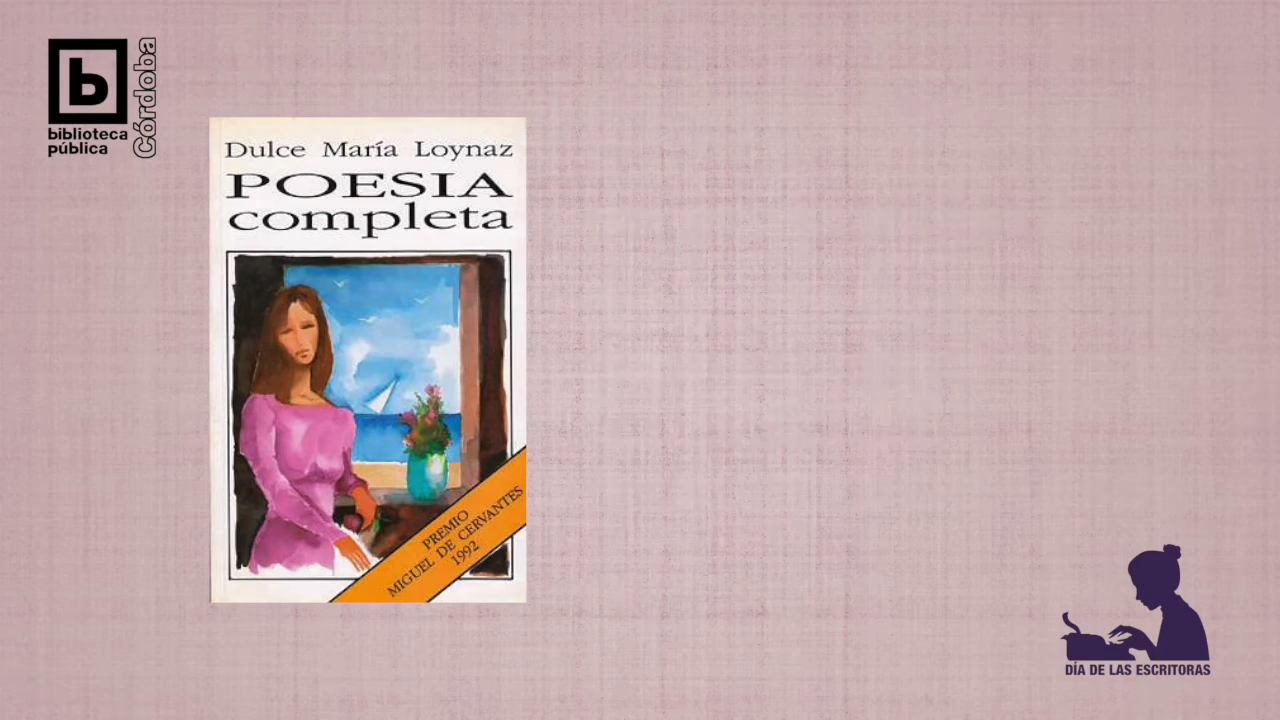 b
biblioteca
pública
Córdoba
Dulce María Loynaz
POESIA
completa
PREMIO
MIGUEL DE CERVANTES
1992
DÍA DE LAS ESCRITORAS